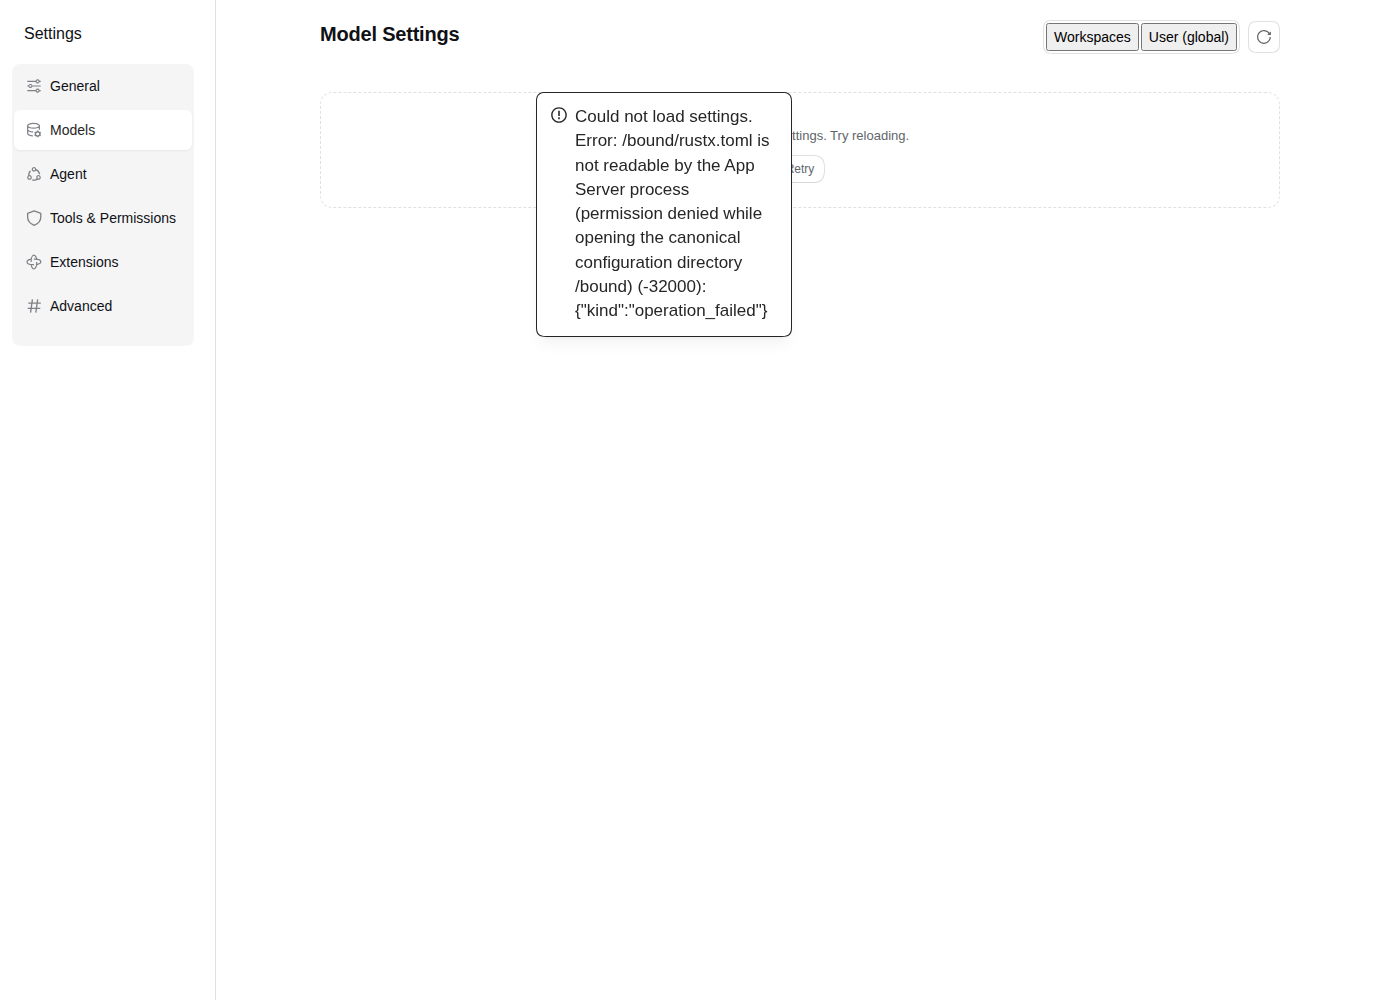 Settings
General
Models
Agent
Tools & Permissions
Extensions
Advanced
Model Settings
Workspaces
User (global)
Could not load settings.
Error: /bound/rustx.toml is
not readable by the App
Server process
(permission denied while
opening the canonical
configuration directory
/bound) (-32000):
{"kind":"operation_failed"}
Try reloading.